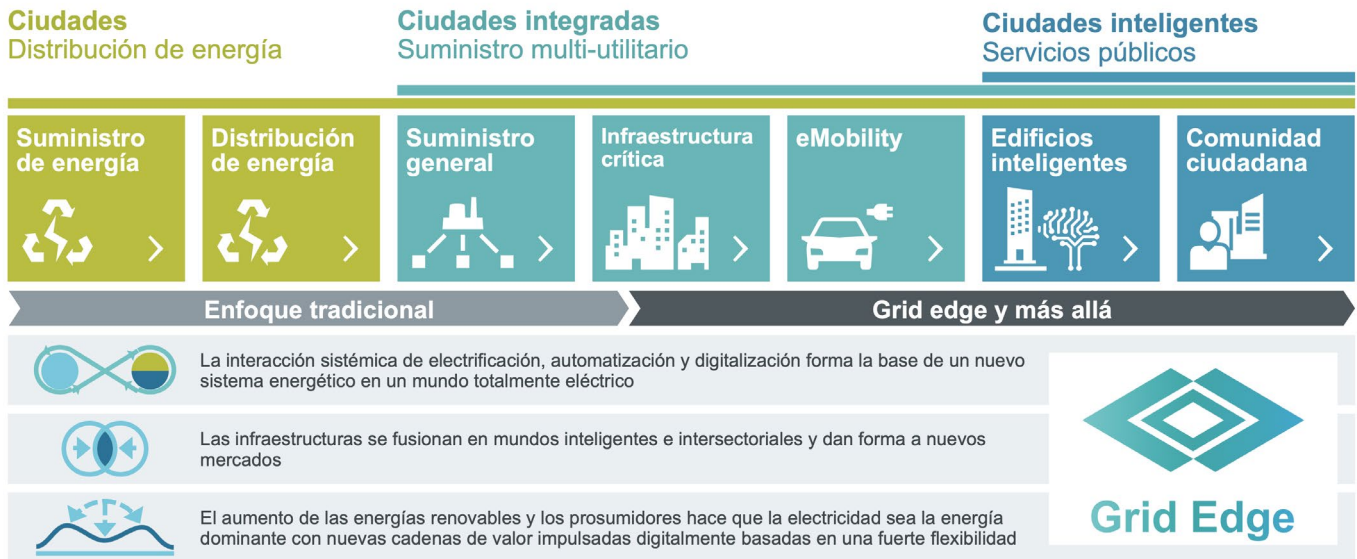 Ciudades
Distribución de energía
Ciudades integradas
Suministro multi-utilitario
Ciudades inteligentes
Servicios públicos
Suministro
de energía
Distribución
de energía
Suministro
general
Infraestructura
crítica
eMobility
Edificios
inteligentes
Comunidad
ciudadana
Enfoque tradicional
Grid edge y más allá
La interacción sistémica de electrificación, automatización y digitalización forma la base de un nuevo
sistema energético en un mundo totalmente eléctrico
Las infraestructuras se fusionan en mundos inteligentes e intersectoriales y dan forma a nuevos
mercados
El aumento de las energías renovables y los prosumidores hace que la electricidad sea la energía
dominante con nuevas cadenas de valor impulsadas digitalmente basadas en una fuerte flexibilidad
Grid Edge